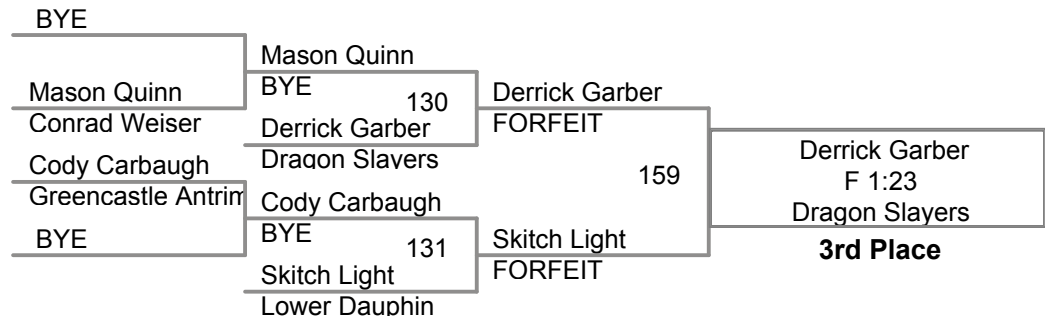 BYE
Mason Quinn
Mason Quinn
BYE
130
Derrick Garber
Conrad Weiser
Derrick Garber
FORFEIT
Cody Carbaugh
Dragon Slayers
159
Derrick Garber
F 1:23
Greencastle Antrim
Cody Carbaugh
Dragon Slayers
BYE
BYE
131
Skitch Light
3rd Place
Skitch Light
FORFEIT
Lower Dauphin